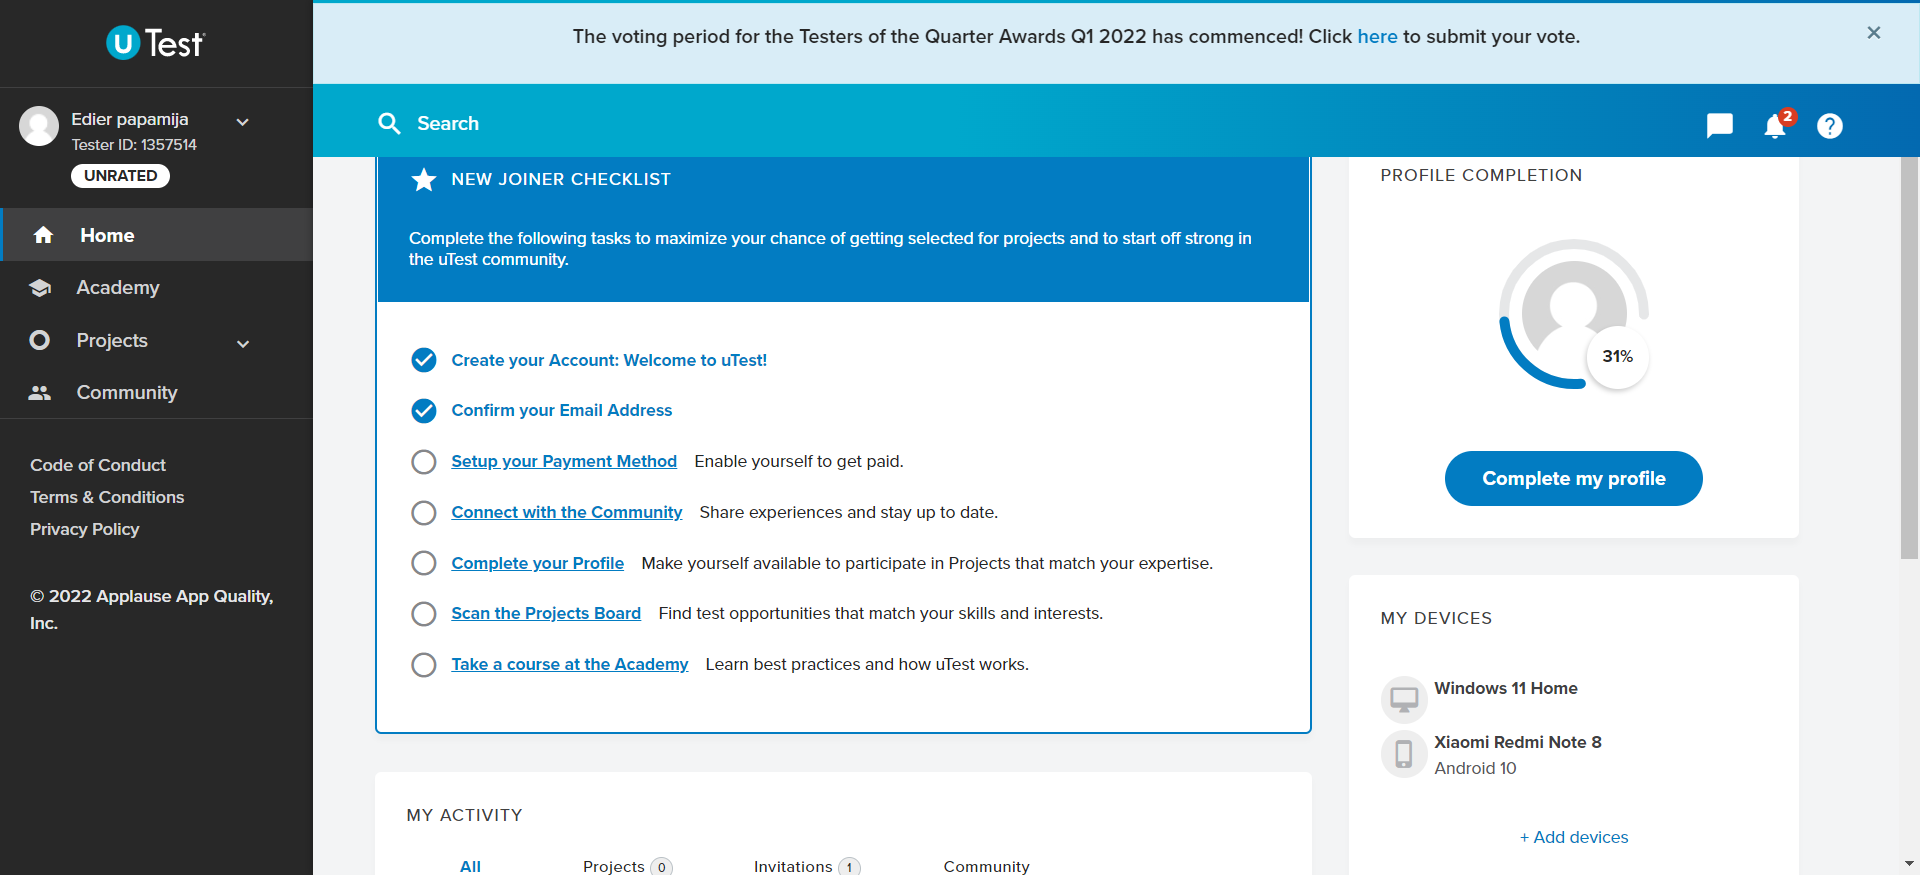 The voting period for the Testers of the Quarter Awards Q1 2022 has commenced! Click here to submit your vote.
×
uTest
Edier papamija
Tester ID: 1357514
UNRATED
Home
Academy
Projects
Community
Code of Conduct
Terms & Conditions
Privacy Policy
© 2022 Applause App Quality,
Inc.
Search
2
?
NEW JOINER CHECKLIST
Complete the following tasks to maximize your chance of getting selected for projects and to start off strong in
the uTest community.
Create your Account: Welcome to uTest!
Confirm your Email Address
Setup your Payment Method Enable yourself to get paid.
Connect with the Community Share experiences and stay up to date.
Complete your Profile Make yourself available to participate in Projects that match your expertise.
Scan the Projects Board Find test opportunities that match your skills and interests.
Take a course at the Academy Learn best practices and how uTest works.
MY ACTIVITY
All Projects 0 Invitations 1 Community
PROFILE COMPLETION
31%
Complete my profile
MY DEVICES
Windows 11 Home
Xiaomi Redmi Note 8
Android 10
+ Add devices